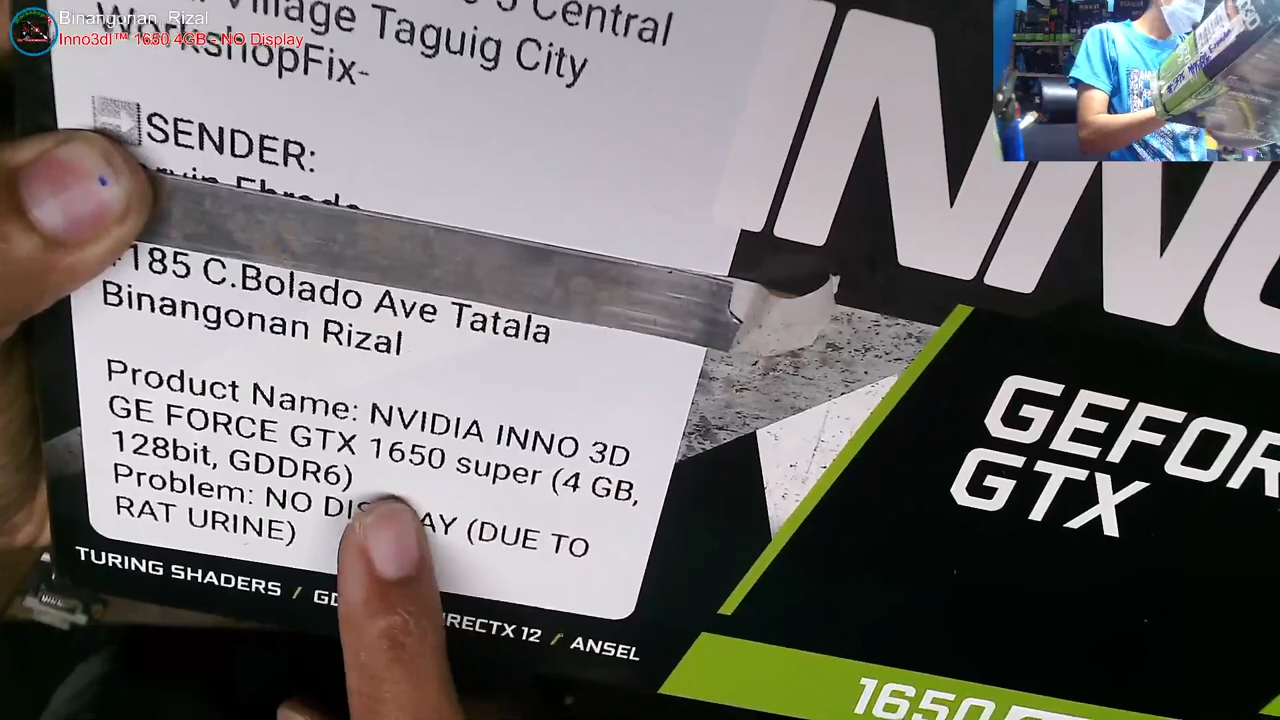 Binangonan, Rizal
Inno3d™ 1650 4GB - NO Display
Village Taguig City
Central
WorkshopFix-
SENDER:
185 C.Bolado Ave Tatala
Binangonan Rizal
Product Name: NVIDIA INNO 3D
GE FORCE GTX 1650 super (4 GB,
128bit, GDDR6)
Problem: NO DISPLAY (DUE TO
RAT URINE)
TURING SHADERS / GD RECTX 12 / ANSEL
INNO
GEFOR
GTX
1650